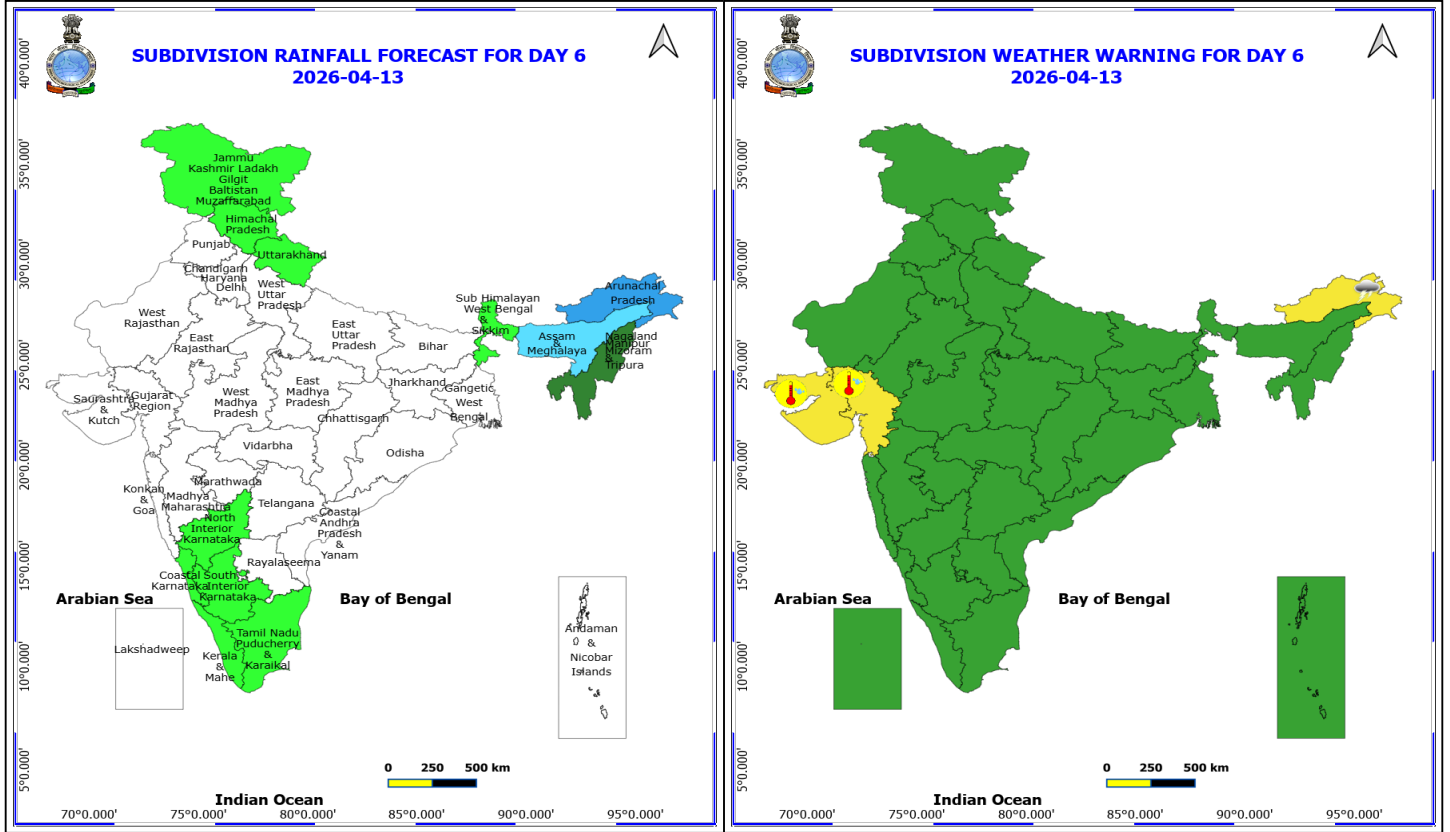 SUBDIVISION RAINFALL FORECAST FOR DAY 6
2026-04-13
40°0.000'
35°0.000'
30°0.000'
25°0.000'
20°0.000'
15°0.000'
10°0.000'
5°0.000'
Jammu
Kashmir Ladakh
Gilgit
Baltistan
Muzaffarabad
Himachal
Pradesh
Punjab
Uttarakhand
Chandigarh
Haryana
Delhi
West
Uttar
Pradesh
West
Rajasthan
East
Rajasthan
East
Uttar
Pradesh
Bihar
Sub Himalayan
West Bengal
&
Sikkim
Arunachal
Pradesh
Assam
&
Meghalaya
Nagaland
Manipur
Mizoram
&
Tripura
Saurashtra
&
Kutch
Gujarat
Region
West
Madhya
Pradesh
East
Madhya
Pradesh
Jharkhand
Gangetic
West
Bengal
Chhattisgarh
Vidarbha
Odisha
Konkan
&
Goa
Madhya
Maharashtra
Marathwada
Telangana
North
Interior
Karnataka
Coastal
Andhra
Pradesh
&
Yanam
Rayalaseema
Coastal
Karnataka
South
Interior
Karnataka
Tamil Nadu
Puducherry
&
Karaikal
Kerala
&
Mahe
Arabian Sea
Bay of Bengal
Lakshadweep
Andaman
&
Nicobar
Islands
0 250 500 km
Indian Ocean
70°0.000' 75°0.000' 80°0.000' 85°0.000' 90°0.000' 95°0.000'
SUBDIVISION WEATHER WARNING FOR DAY 6
2026-04-13
40°0.000'
35°0.000'
30°0.000'
25°0.000'
20°0.000'
15°0.000'
10°0.000'
5°0.000'
Arabian Sea
Bay of Bengal
0 250 500 km
Indian Ocean
70°0.000' 75°0.000' 80°0.000' 85°0.000' 90°0.000' 95°0.000'